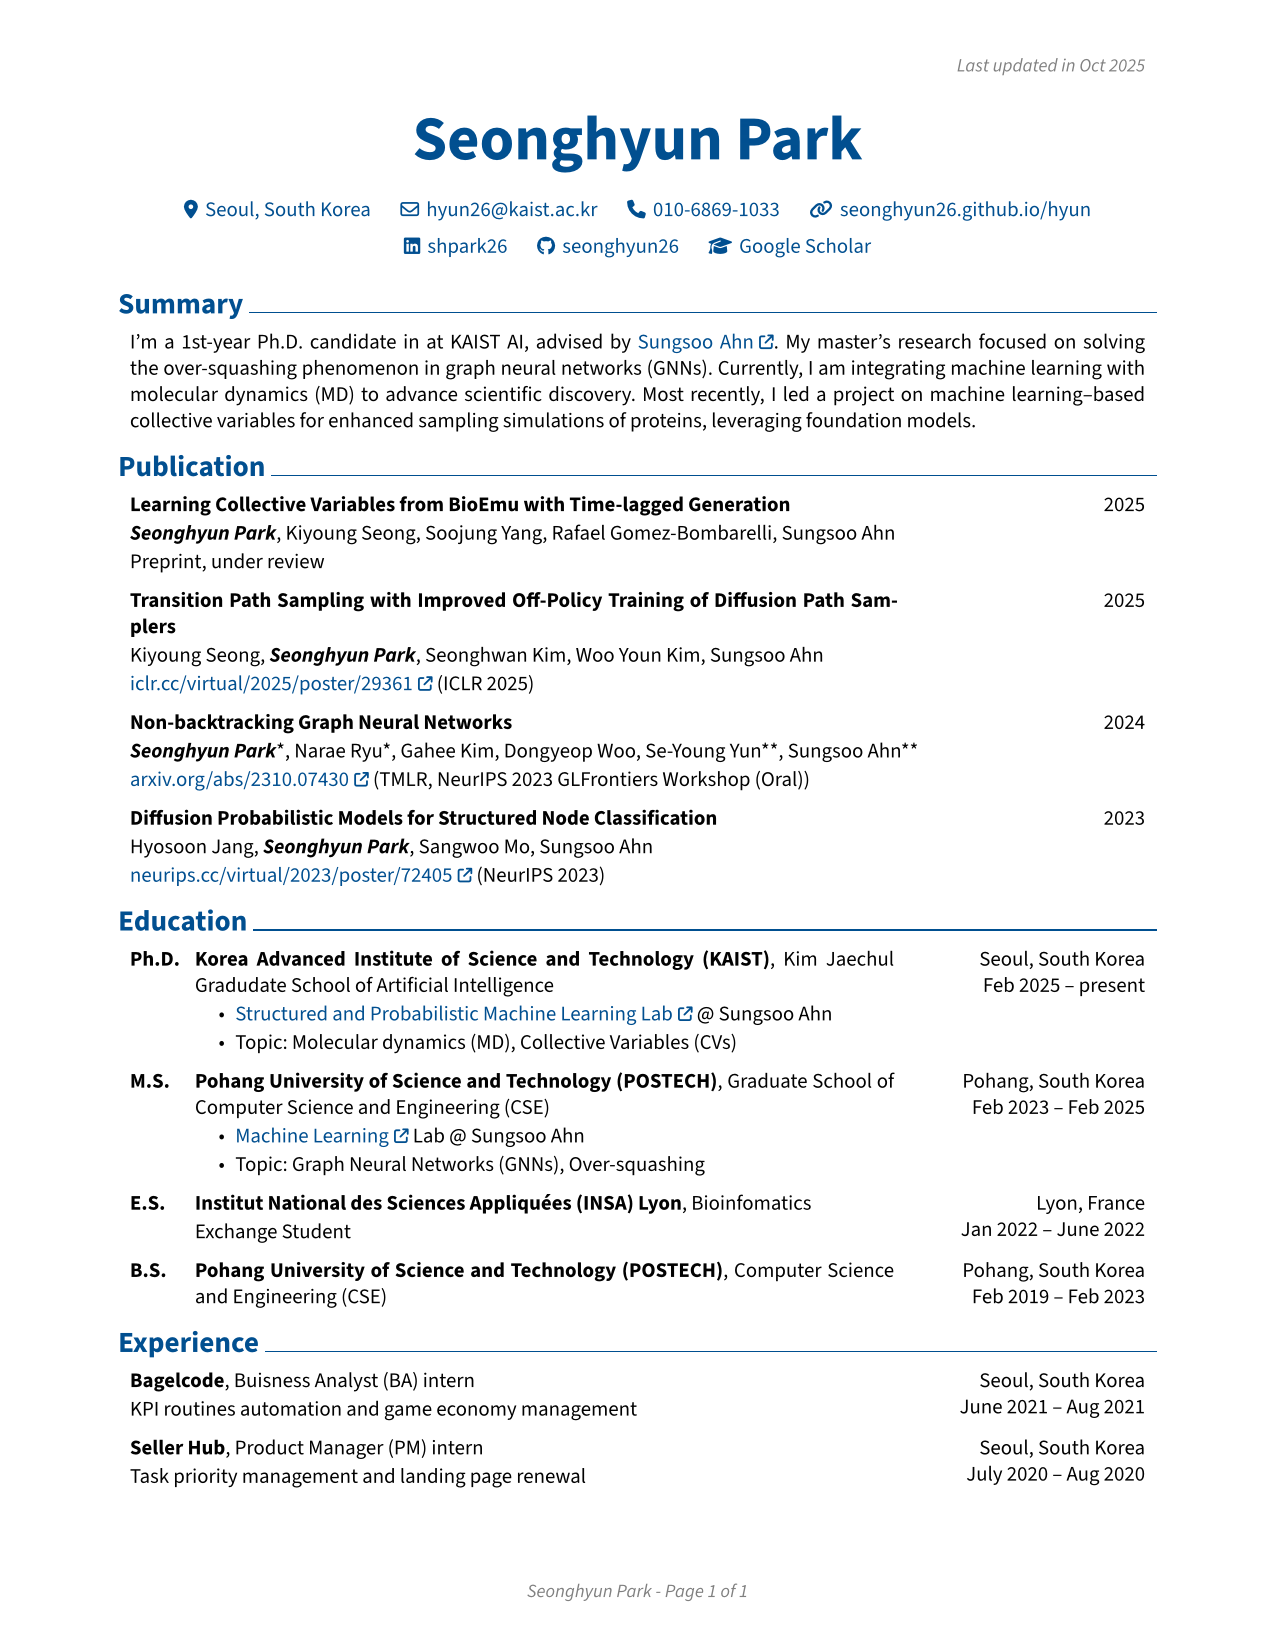 Last updated in Oct 2025
Seonghyun Park
Seoul, South Korea hyun26@kaist.ac.kr 010-6869-1033 seonghyun26.github.io/hyun
shpark26 seonghyun26 Google Scholar
Summary
I’m a 1st-year Ph.D. candidate in at KAIST AI, advised by Sungsoo Ahn. My master’s research focused on solving
the over-squashing phenomenon in graph neural networks (GNNs). Currently, I am integrating machine learning with
molecular dynamics (MD) to advance scientific discovery. Most recently, I led a project on machine learning–based
collective variables for enhanced sampling simulations of proteins, leveraging foundation models.
Publication
Learning Collective Variables from BioEmu with Time-lagged Generation 2025
Seonghyun Park, Kiyoung Seong, Soojung Yang, Rafael Gomez-Bombarelli, Sungsoo Ahn
Preprint, under review
Transition Path Sampling with Improved Off-Policy Training of Diffusion Path Sam- 2025
plers
Kiyoung Seong, Seonghyun Park, Seonghwan Kim, Woo Youn Kim, Sungsoo Ahn
iclr.cc/virtual/2025/poster/29361 (ICLR 2025)
Non-backtracking Graph Neural Networks 2024
Seonghyun Park*, Narae Ryu*, Gahee Kim, Dongyeop Woo, Se-Young Yun**, Sungsoo Ahn**
arxiv.org/abs/2310.07430 (TMLR, NeurIPS 2023 GLFrontiers Workshop (Oral))
Diffusion Probabilistic Models for Structured Node Classification 2023
Hyosoon Jang, Seonghyun Park, Sangwoo Mo, Sungsoo Ahn
neurips.cc/virtual/2023/poster/72405 (NeurIPS 2023)
Education
Ph.D. Korea Advanced Institute of Science and Technology (KAIST), Kim Jaechul Seoul, South Korea
Gradudate School of Artificial Intelligence Feb 2025 – present
• Structured and Probabilistic Machine Learning Lab @ Sungsoo Ahn
• Topic: Molecular dynamics (MD), Collective Variables (CVs)
M.S. Pohang University of Science and Technology (POSTECH), Graduate School of Pohang, South Korea
Computer Science and Engineering (CSE) Feb 2023 – Feb 2025
• Machine Learning Lab @ Sungsoo Ahn
• Topic: Graph Neural Networks (GNNs), Over-squashing
E.S. Institut National des Sciences Appliquées (INSA) Lyon, Bioinfomatics Lyon, France
Exchange Student Jan 2022 – June 2022
B.S. Pohang University of Science and Technology (POSTECH), Computer Science Pohang, South Korea
and Engineering (CSE) Feb 2019 – Feb 2023
Experience
Bagelcode, Buisness Analyst (BA) intern Seoul, South Korea
KPI routines automation and game economy management June 2021 – Aug 2021
Seller Hub, Product Manager (PM) intern Seoul, South Korea
Task priority management and landing page renewal July 2020 – Aug 2020
Seonghyun Park - Page 1 of 1